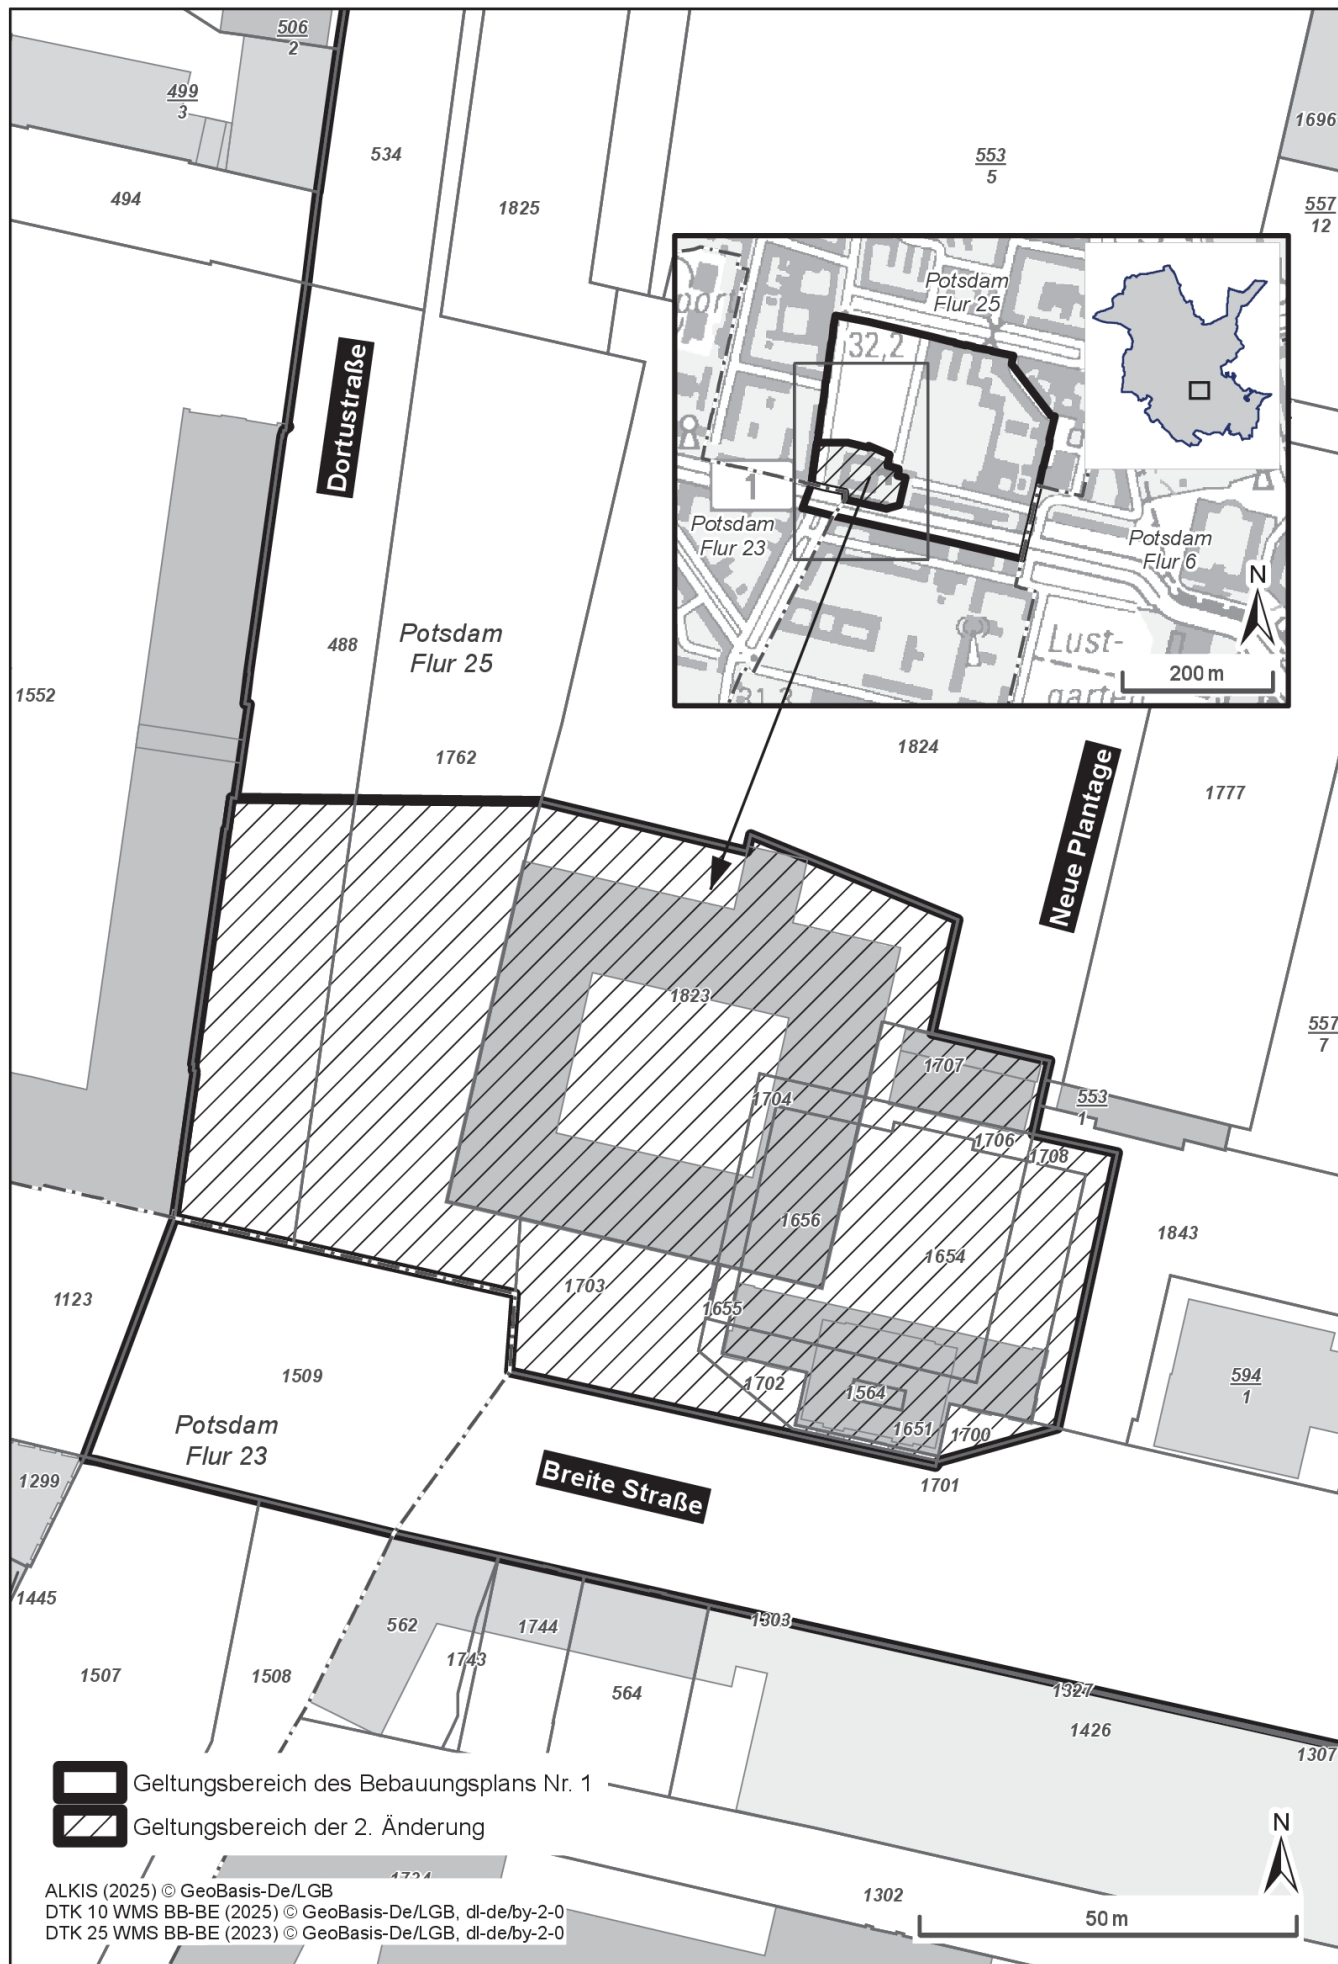 506
2
499
3
534
494
1825
553
5
1696
557
12
Potsdam
Flur 25
32,2
1
Potsdam
Flur 23
Potsdam
Flur 6
N
Lust-
garten
200 m
31,3
Dortustraße
488
Potsdam
Flur 25
1552
1762
1824
1777
Neue Plantage
1823
557
7
1707
1704
553
1
1706
1708
1656
1654
1843
1703
1655
1123
1509
1702
1564
594
1
Potsdam
Flur 23
1651
1700
1299
Breite Straße
1701
1445
562
1744
1303
1507
1508
1743
564
1327
1426
1307
Geltungsbereich des Bebauungsplans Nr. 1
Geltungsbereich der 2. Änderung
N
1724
ALKIS (2025) © GeoBasis-De/LGB
DTK 10 WMS BB-BE (2025) © GeoBasis-De/LGB, dl-de/by-2-0
DTK 25 WMS BB-BE (2023) © GeoBasis-De/LGB, dl-de/by-2-0
1302
50 m